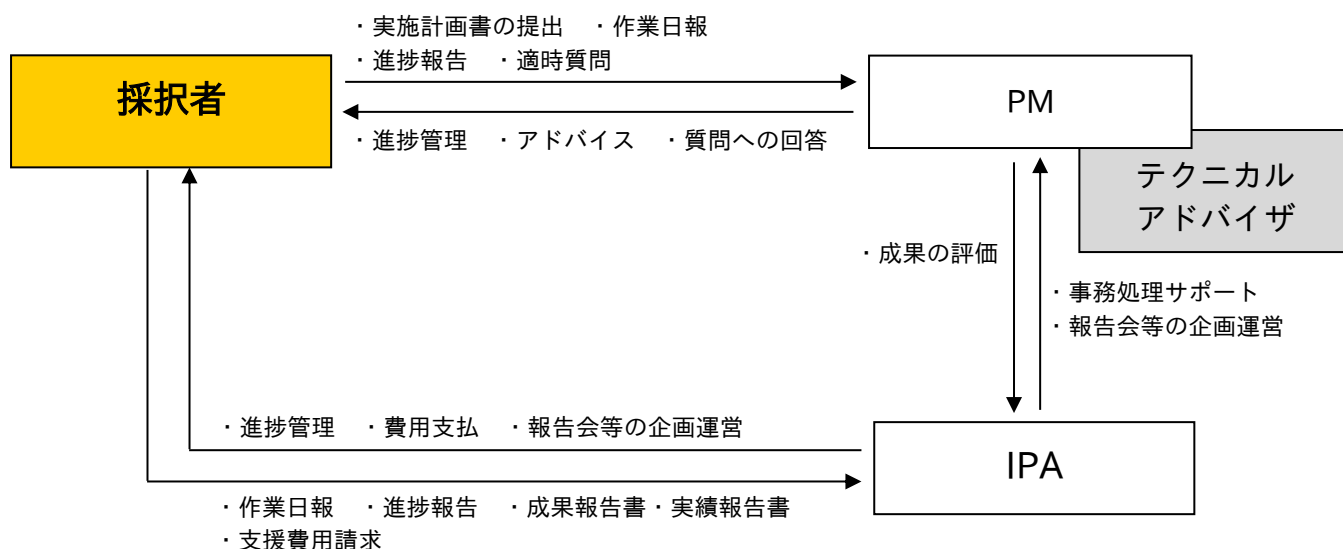 ・実施計画書の提出　・作業日報
・進捗報告　・適時質問
採択者
PM
・進捗管理　・アドバイス　・質問への回答
テクニカル
アドバイザ
・成果の評価
・事務処理サポート
・報告会等の企画運営
・進捗管理　・費用支払　・報告会等の企画運営
IPA
・作業日報　・進捗報告　・成果報告書・実績報告書
・支援費用請求